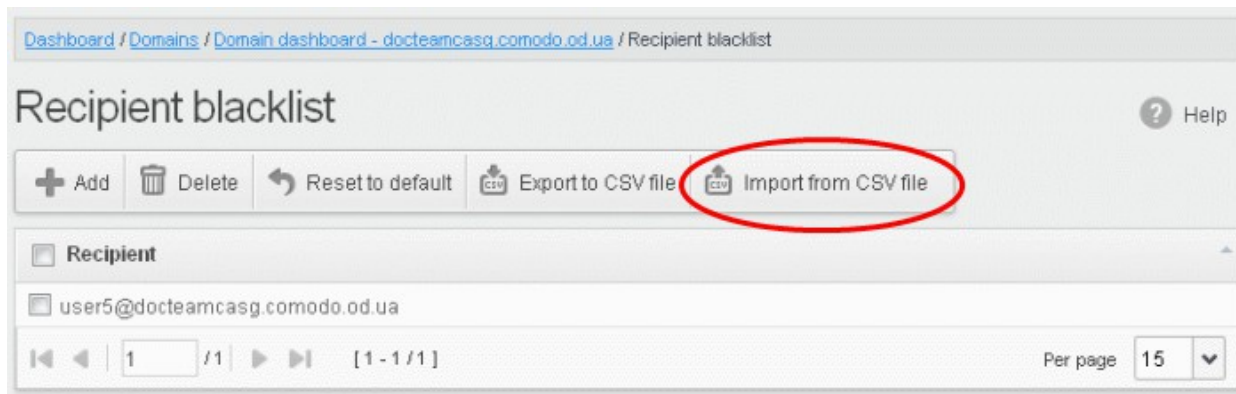 Dashboard / Domains / Domain dashboard - docteamcasg.comodo.od.ua / Recipient blacklist
Recipient blacklist
Help
Add Delete Reset to default CSV Export to CSV file CSV Import from CSV file
Recipient
user5@docteamcasg.comodo.od.ua
1 /1 [1-1/1] Per page 15